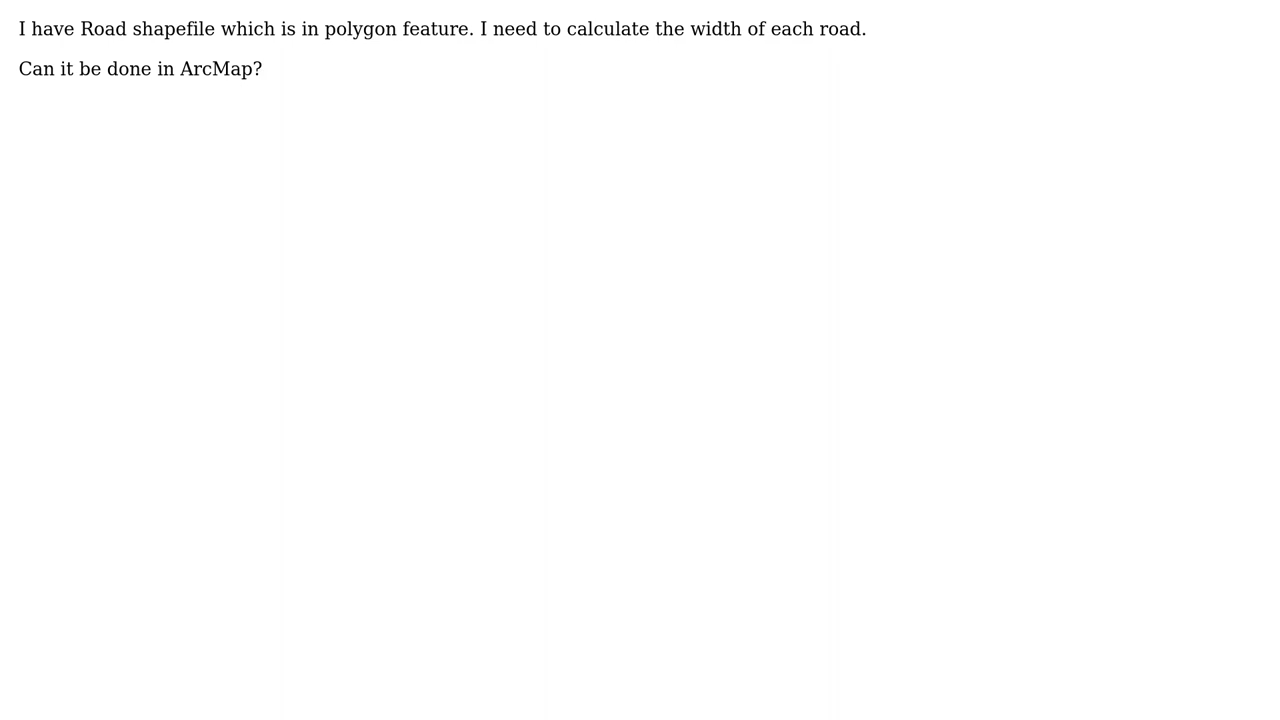 I have Road shapefile which is in polygon feature. I need to calculate the width of each road.
Can it be done in ArcMap?